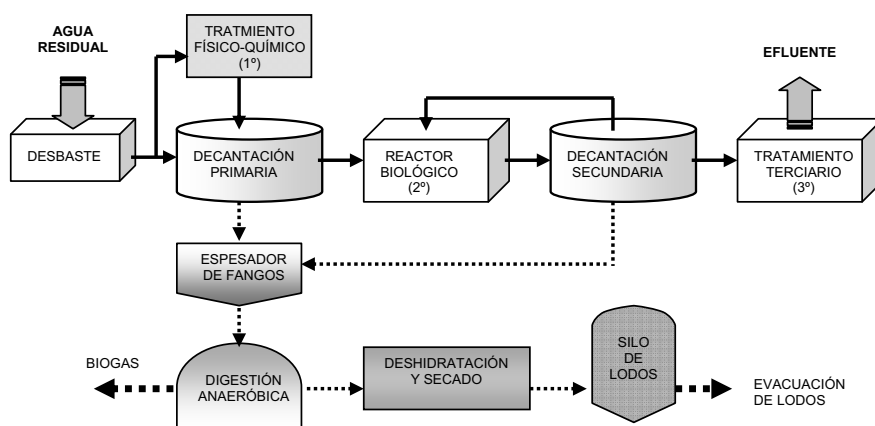 AGUA
RESIDUAL
TRATMIENTO
FÍSICO-QUÍMICO
(1º)
EFLUENTE
DESBASTE
DECANTACIÓN
PRIMARIA
REACTOR
BIOLÓGICO
(2º)
DECANTACIÓN
SECUNDARIA
TRATAMIENTO
TERCIARIO
(3º)
ESPESADOR
DE FANGOS
BIOGAS
DIGESTIÓN
ANAERÓBICA
DESHIDRATACIÓN
Y SECADO
SILO
DE
LODOS
EVACUACIÓN
DE LODOS